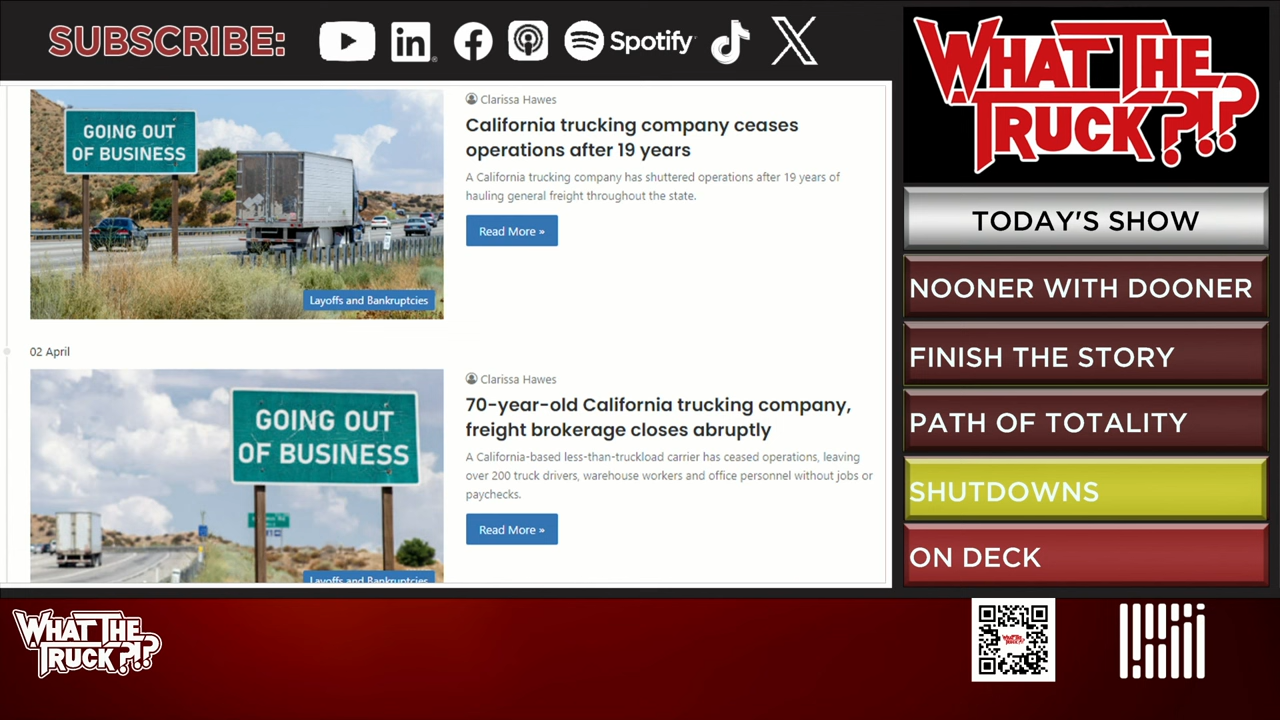 SUBSCRIBE:
Spotify
WHAT THE
TRUCK?!?
GOING OUT
OF BUSINESS
Layoffs and Bankruptcies
Clarissa Hawes
California trucking company ceases
operations after 19 years
A California trucking company has shuttered operations after 19 years of
hauling general freight throughout the state.
Read More »
02 April
GOING OUT
OF BUSINESS
Layoffs and Bankruptcies
Clarissa Hawes
70-year-old California trucking company,
freight brokerage closes abruptly
A California-based less-than-truckload carrier has ceased operations, leaving
over 200 truck drivers, warehouse workers and office personnel without jobs or
paychecks.
Read More »
TODAY'S SHOW
NOONER WITH DOONER
FINISH THE STORY
PATH OF TOTALITY
SHUTDOWNS
ON DECK
WHAT THE
TRUCK?!?